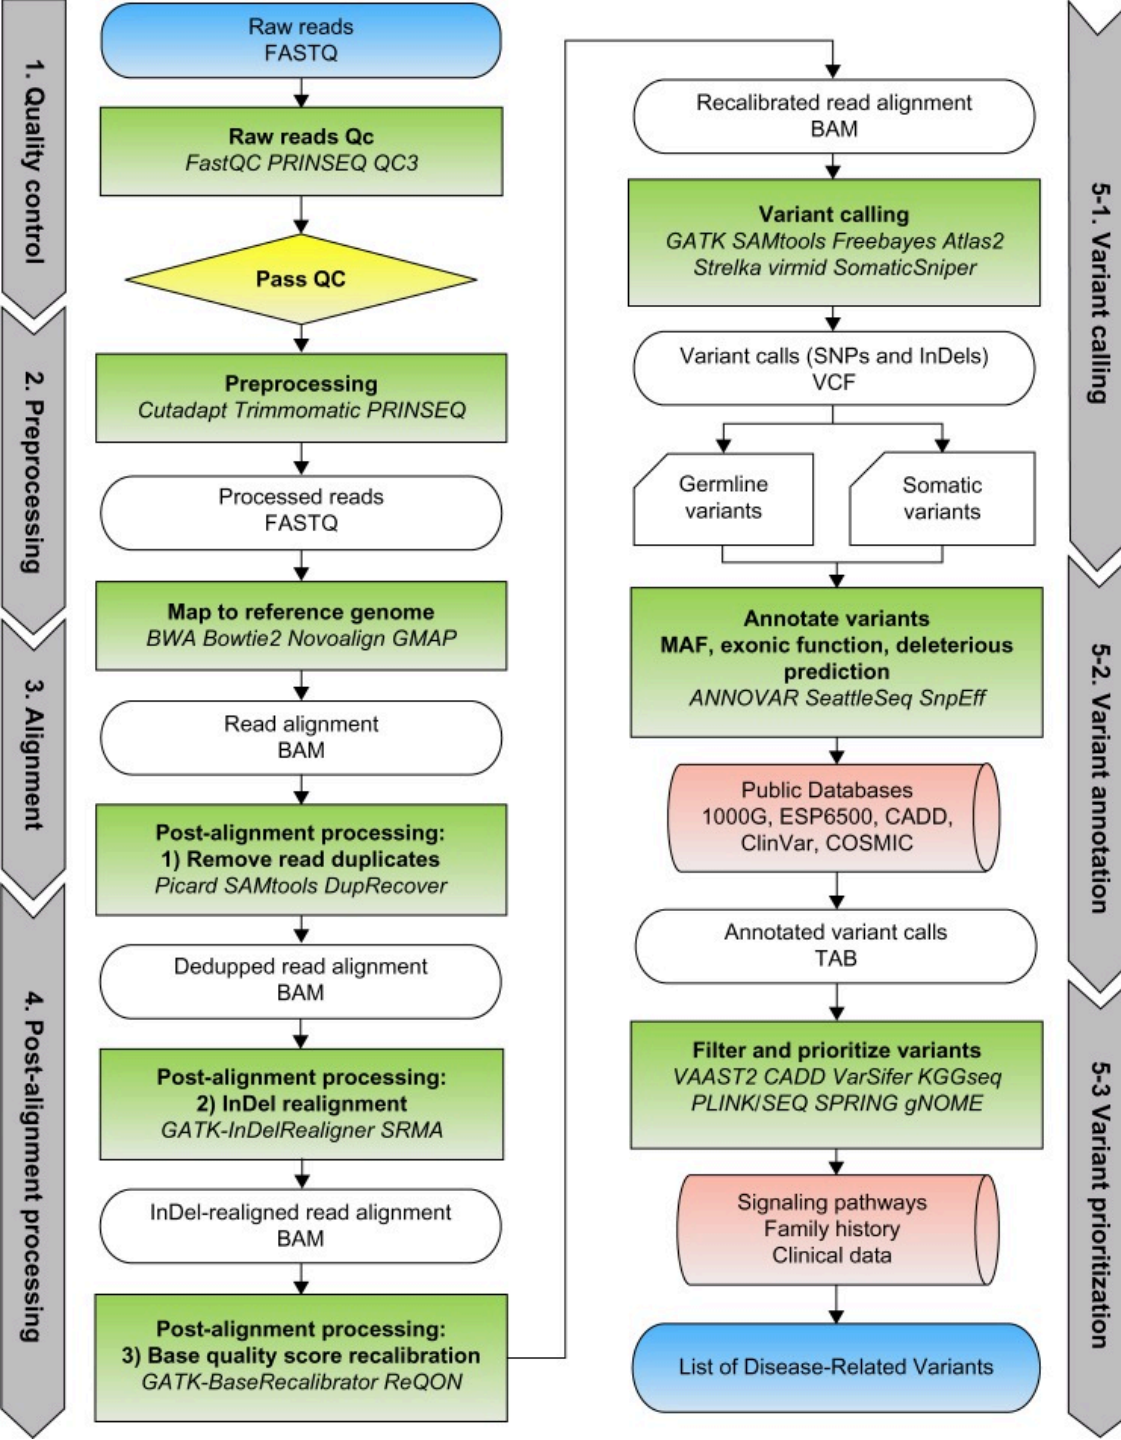 1. Quality control
2. Preprocessing
3. Alignment
4. Post-alignment processing
Raw reads
FASTQ
Raw reads Qc
FastQC PRINSEQ QC3
Pass QC
Preprocessing
Cutadapt Trimmomatic PRINSEQ
Processed reads
FASTQ
Map to reference genome
BWA Bowtie2 Novoalign GMAP
Read alignment
BAM
Post-alignment processing:
1) Remove read duplicates
Picard SAMtools DupRecover
Dedupped read alignment
BAM
Post-alignment processing:
2) InDel realignment
GATK-InDelRealigner SRMA
InDel-realigned read alignment
BAM
Post-alignment processing:
3) Base quality score recalibration
GATK-BaseRecalibrator ReQON
Recalibrated read alignment
BAM
Variant calling
GATK SAMtools Freebayes Atlas2
Strelka virmid SomaticSniper
Variant calls (SNPs and InDels)
VCF
Germline
variants
Somatic
variants
Annotate variants
MAF, exonic function, deleterious
prediction
ANNOVAR SeattleSeq SnpEff
Public Databases
1000G, ESP6500, CADD,
ClinVar, COSMIC
Annotated variant calls
TAB
Filter and prioritize variants
VAAST2 CADD VarSifer KGGseq
PLINK/SEQ SPRING gNOME
Signaling pathways
Family history
Clinical data
List of Disease-Related Variants
5-1. Variant calling
5-2. Variant annotation
5-3 Variant prioritization